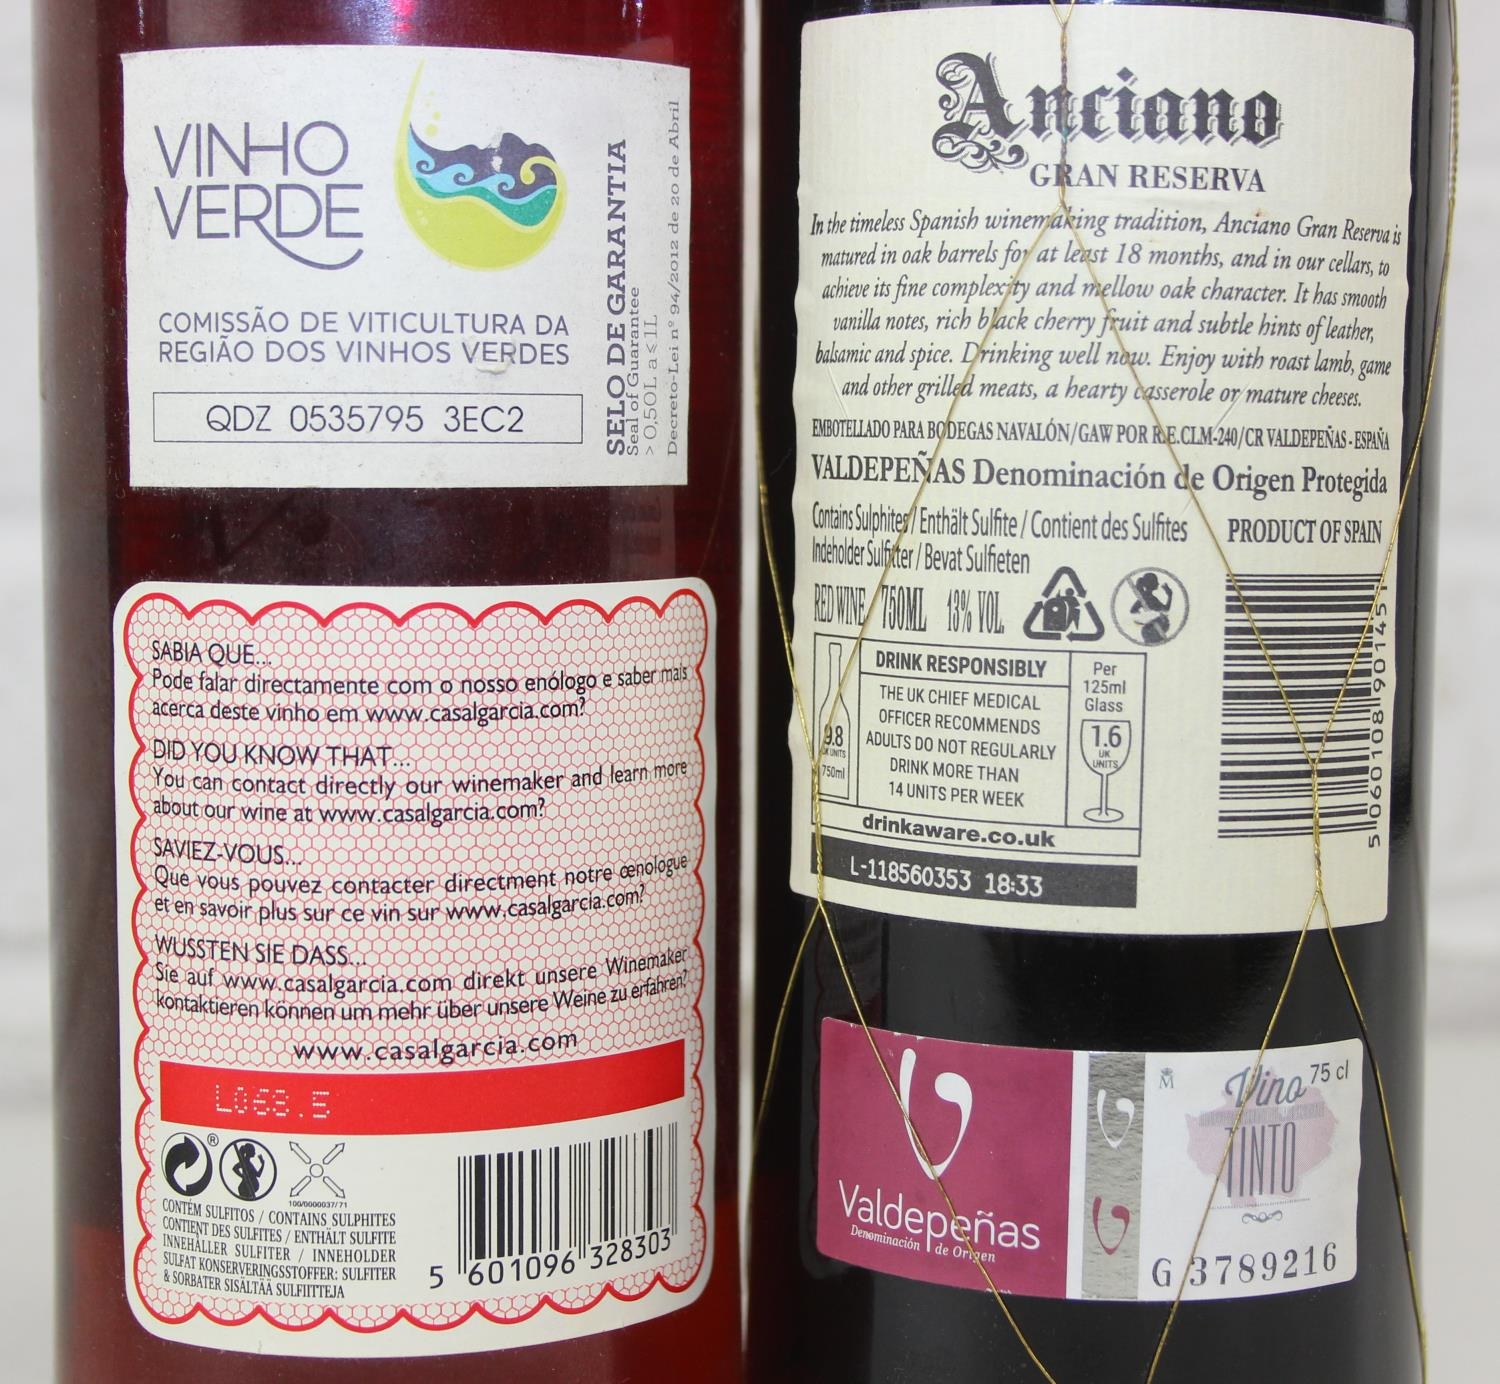 VINHO
VERDE
COMISSÃO DE VITICULTURA DA
REGIÃO DOS VINHOS VERDES
QDZ 0535795 3EC2
SELO DE GARANTIA
Seal of Guarantee
> 0,50L a ≤ 1L
Decreto-Lei nº 94/2012 de 20 de Abril
SABIA QUE...
Pode falar directamente com o nosso enólogo e saber mais
acerca deste vinho em www.casalgarcia.com?
DID YOU KNOW THAT...
You can contact directly our winemaker and learn more
about our wine at www.casalgarcia.com?
SAVIEZ-VOUS...
Que vous pouvez contacter directment notre œnologue
et en savoir plus sur ce vin sur www.casalgarcia.com?
WUSSTEN SIE DASS...
Sie auf www.casalgarcia.com direkt unsere Winemaker
kontaktieren können um mehr über unsere Weine zu erfahren?
www.casalgarcia.com
L068.5
®
100/0000037/71
CONTÉM SULFITOS / CONTAINS SULPHITES
CONTIENT DES SULFITES / ENTHÄLT SULFITE
INNEHÅLLER SULFITER / INNEHOLDER
SULFAT KONSERVERINGSSTOFFER: SULFITER
& SORBATER SISÄLTÄÄ SULFIITTEJA
5 601096 328303
Anciano
GRAN RESERVA
In the timeless Spanish winemaking tradition, Anciano Gran Reserva is
matured in oak barrels for at least 18 months, and in our cellars, to
achieve its fine complexity and mellow oak character. It has smooth
vanilla notes, rich black cherry fruit and subtle hints of leather,
balsamic and spice. Drinking well now. Enjoy with roast lamb, game
and other grilled meats, a hearty casserole or mature cheeses.
EMBOTELLADO PARA BODEGAS NAVALÓN/GAW POR R.E.CLM-240/CR VALDEPEÑAS - ESPAÑA
VALDEPEÑAS Denominación de Origen Protegida
Contains Sulphites / Enthält Sulfite / Contient des Sulfites
Indeholder Sulfitter / Bevat Sulfieten
PRODUCT OF SPAIN
RED WINE 750ML 13% VOL.
9.8
UK UNITS
750ml
DRINK RESPONSIBLY
THE UK CHIEF MEDICAL
OFFICER RECOMMENDS
ADULTS DO NOT REGULARLY
DRINK MORE THAN
14 UNITS PER WEEK
Per
125ml
Glass
1.6
UK
UNITS
drinkaware.co.uk
L-118560353 18:33
5 060108 901451
Valdepeñas
Denominación de Origen
M
Vino
75 cl
TINTO
G 3789216